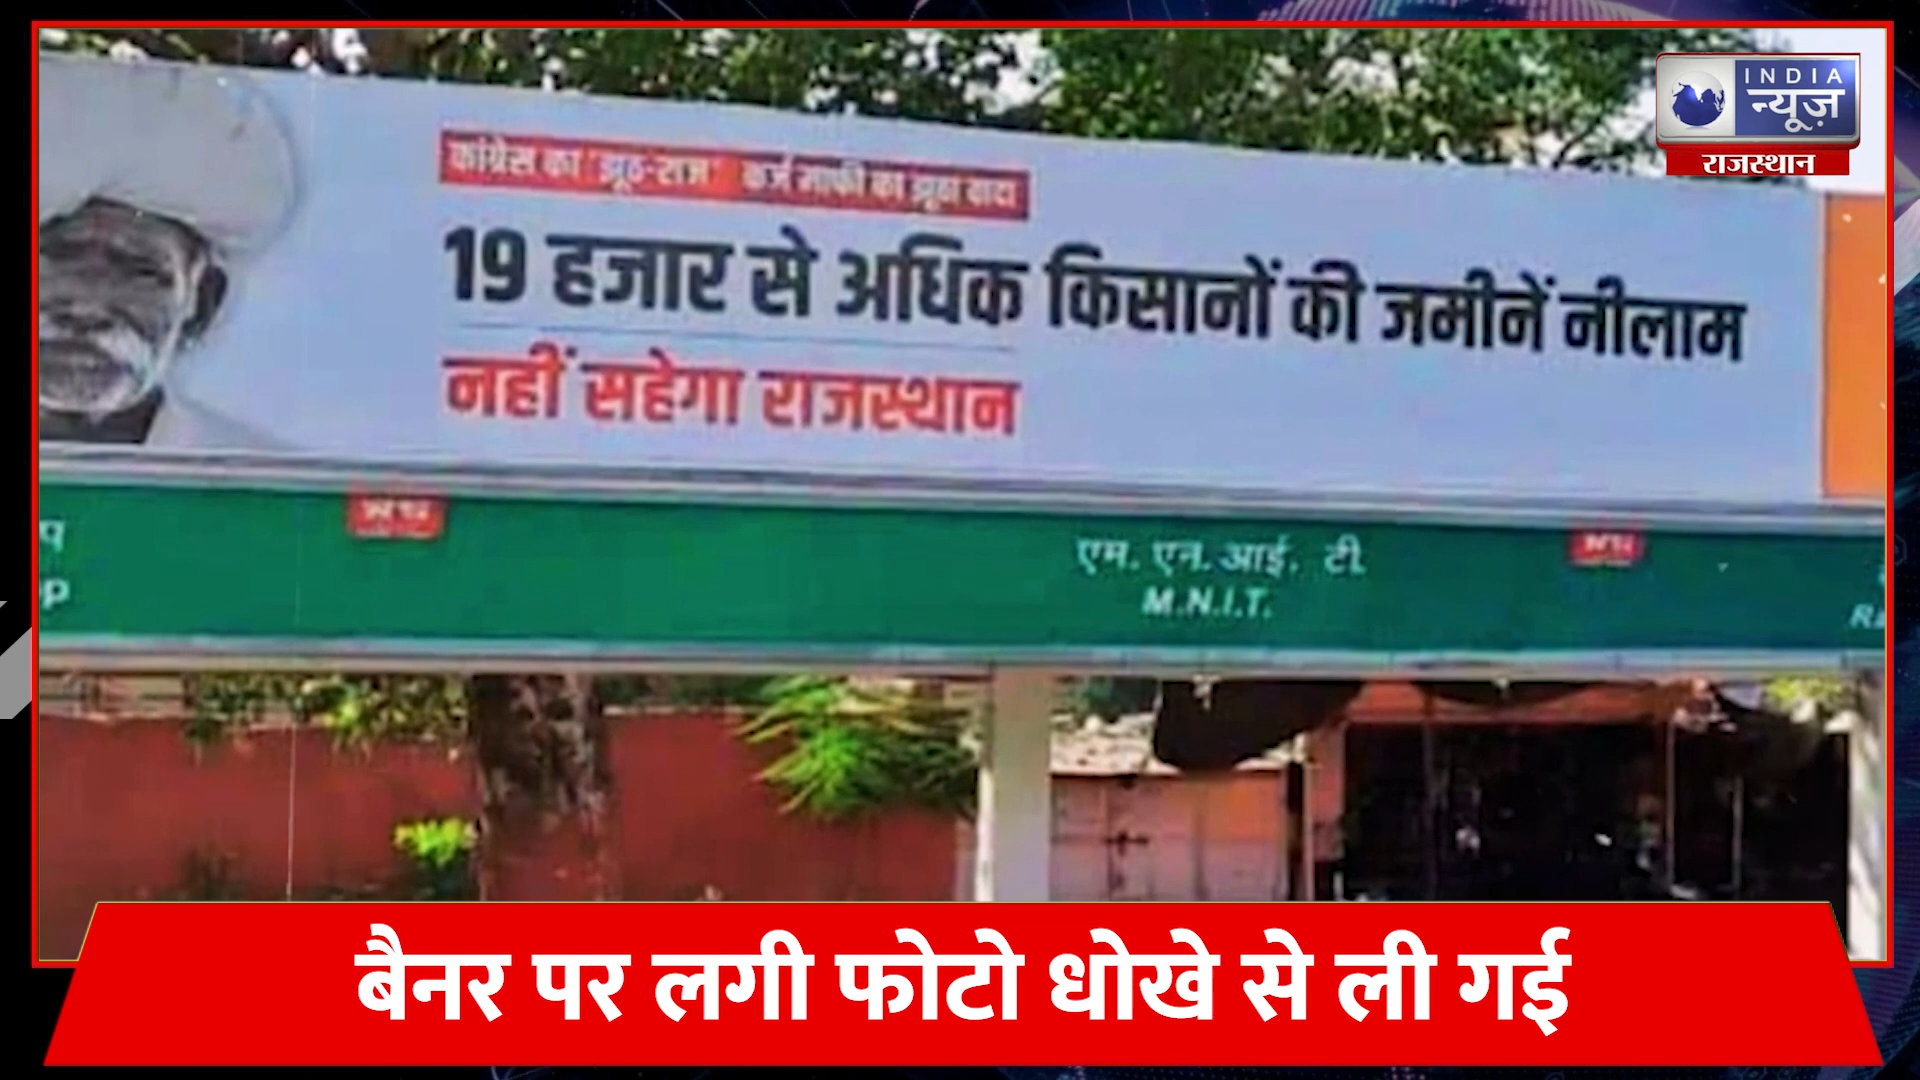 INDIA
न्यूज़
राजस्थान
कांग्रेस का 'झूठ-राज' कर्ज माफी का झूठा वादा
19 हजार से अधिक किसानों की जमीनें नीलाम
नहीं सहेगा राजस्थान
एम. एन. आई. टी.
M.N.I.T.
बैनर पर लगी फोटो धोखे से ली गई